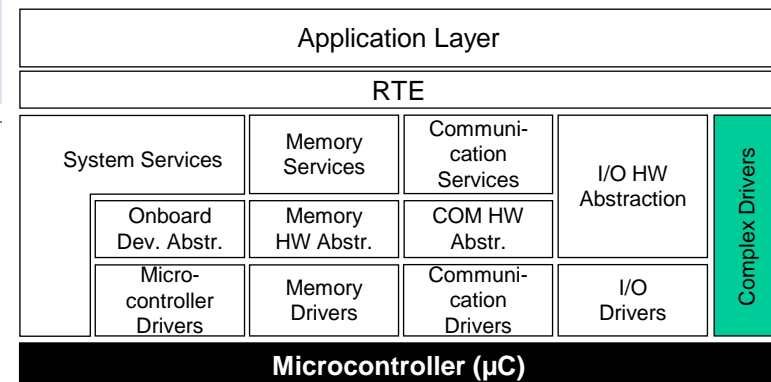 Application Layer
RTE
System Services
Memory
Services
Communi-
cation
Services
I/O HW
Abstraction
Complex Drivers
Onboard
Dev. Abstr.
Memory
HW Abstr.
COM HW
Abstr.
Micro-
controller
Drivers
Memory
Drivers
Communi-
cation
Drivers
I/O
Drivers
Microcontroller (µC)